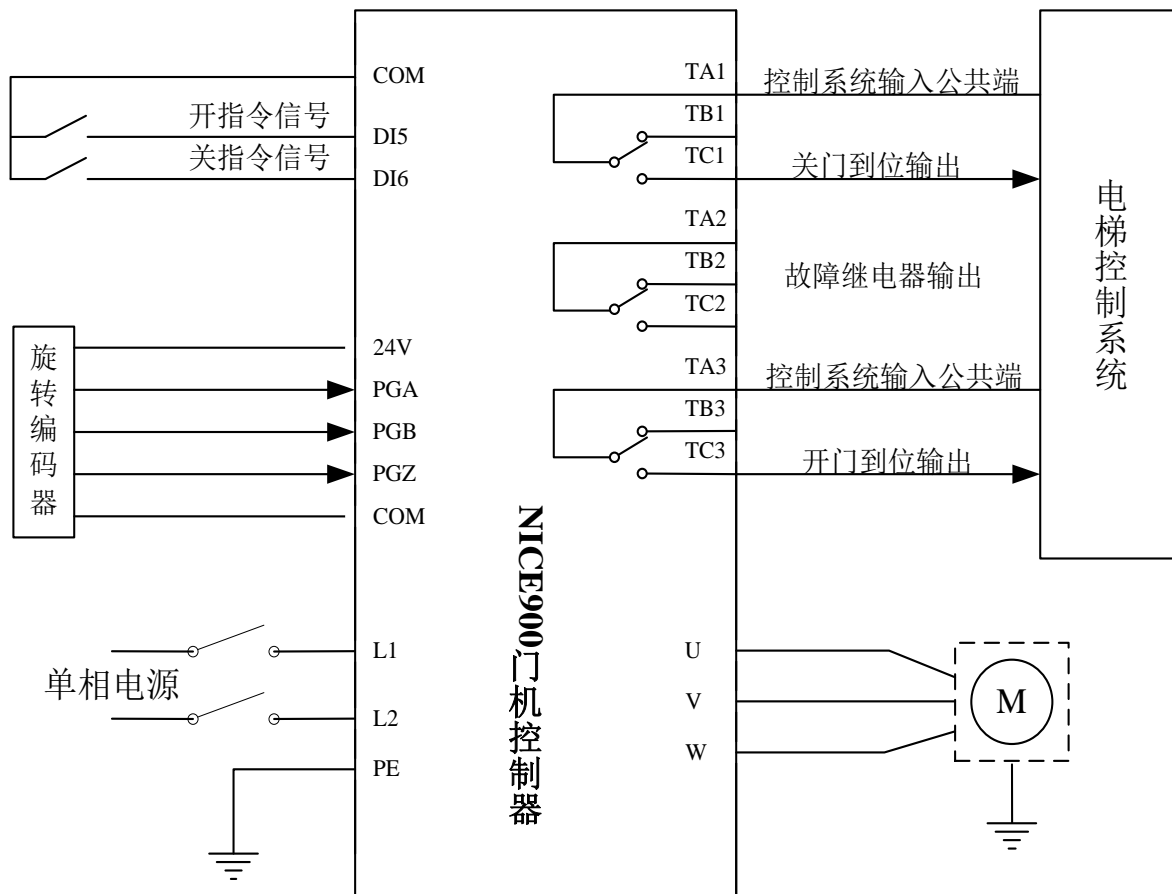 COM
开指令信号
DI5
关指令信号
DI6
旋转编码器
24V
PGA
PGB
PGZ
COM
单相电源
L1
L2
PE
NICE900门机控制器
TA1
控制系统输入公共端
TB1
TC1
关门到位输出
TA2
TB2
故障继电器输出
TC2
TA3
控制系统输入公共端
TB3
TC3
开门到位输出
电梯控制系统
U
V
W
M